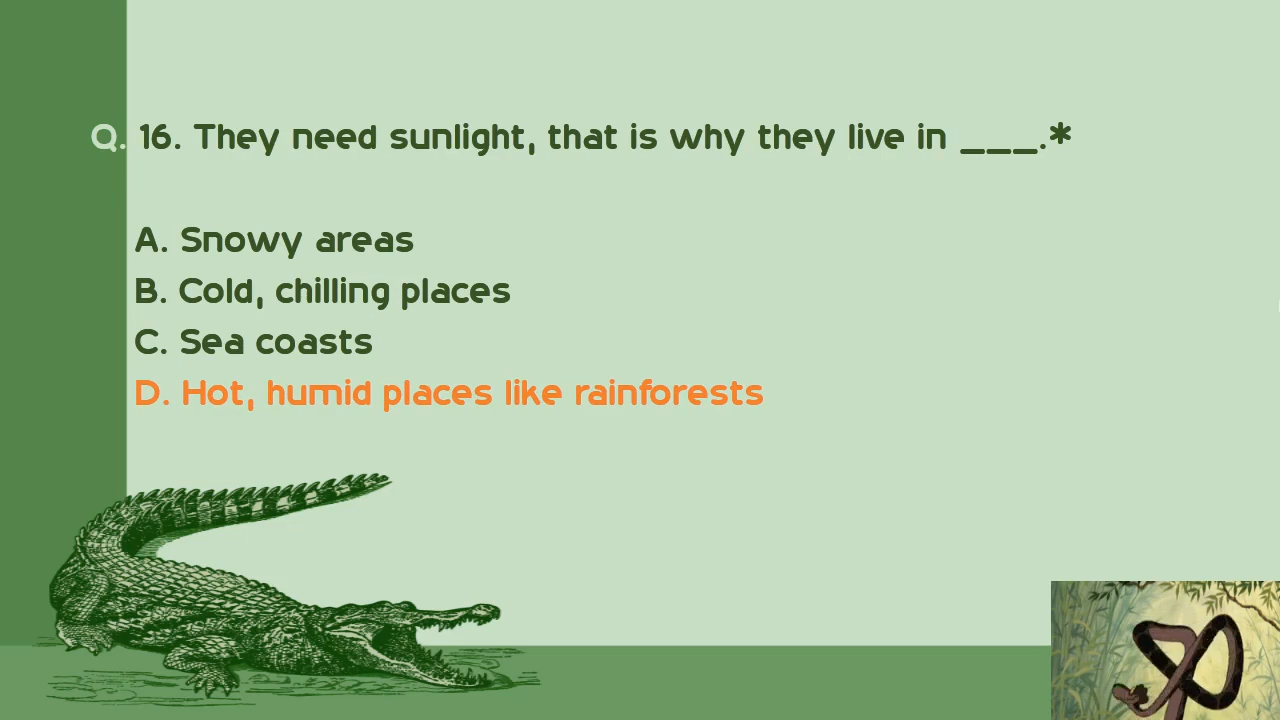 Q. 16. They need sunlight, that is why they live in ___.*
A. Snowy areas
B. Cold, chilling places
C. Sea coasts
D. Hot, humid places like rainforests